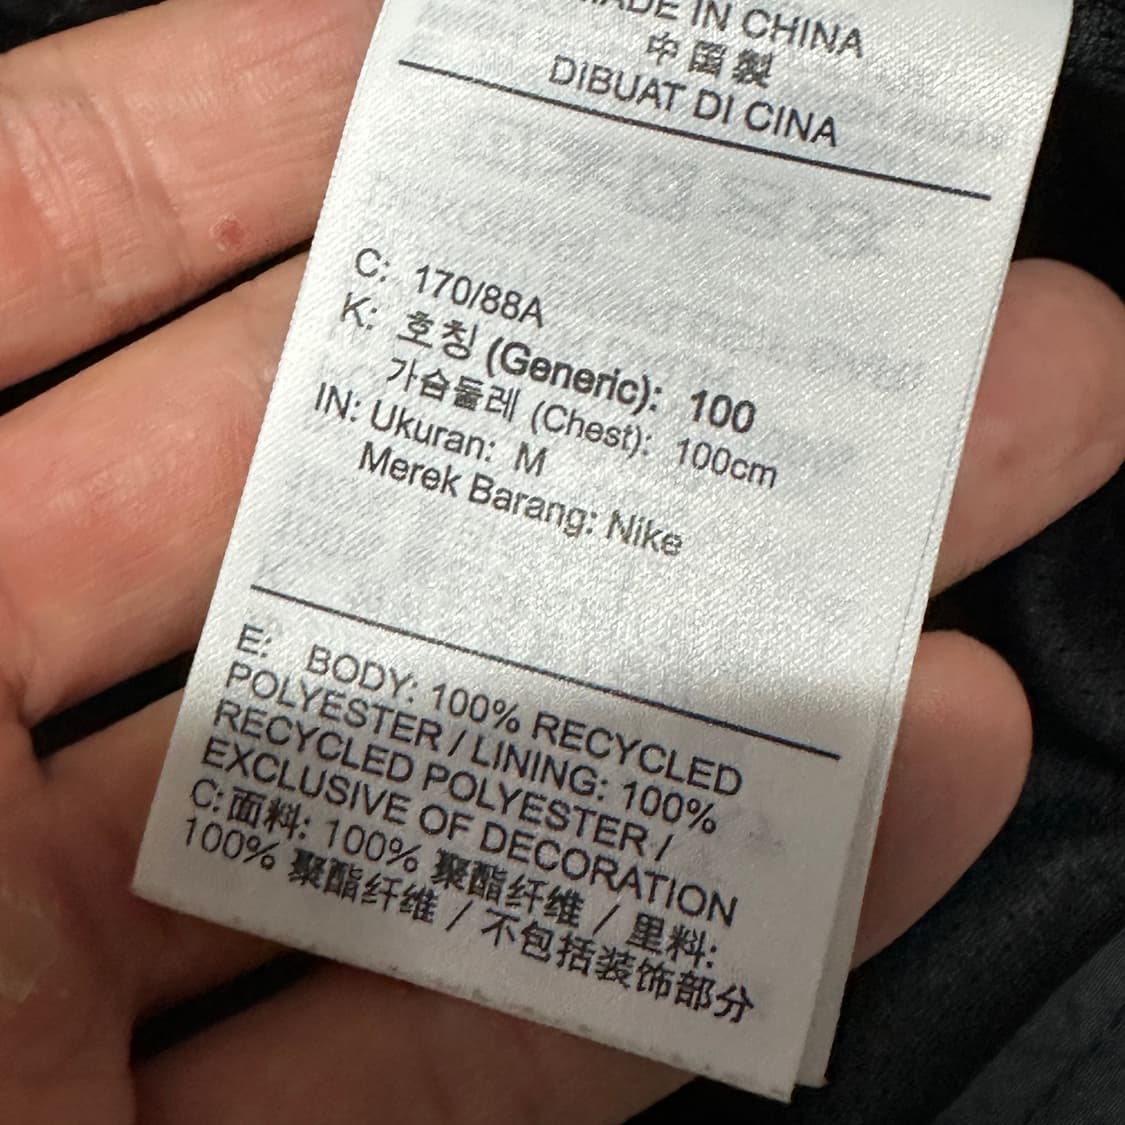 MADE IN CHINA
中国製
DIBUAT DI CINA
C: 170/88A
K: 호칭 (Generic): 100
가슴둘레 (Chest): 100cm
IN: Ukuran: M
Merek Barang: Nike
E: BODY: 100% RECYCLED
POLYESTER / LINING: 100%
RECYCLED POLYESTER /
EXCLUSIVE OF DECORATION
C: 面料: 100% 聚酯纤维 / 里料:
100% 聚酯纤维 / 不包括装饰部分